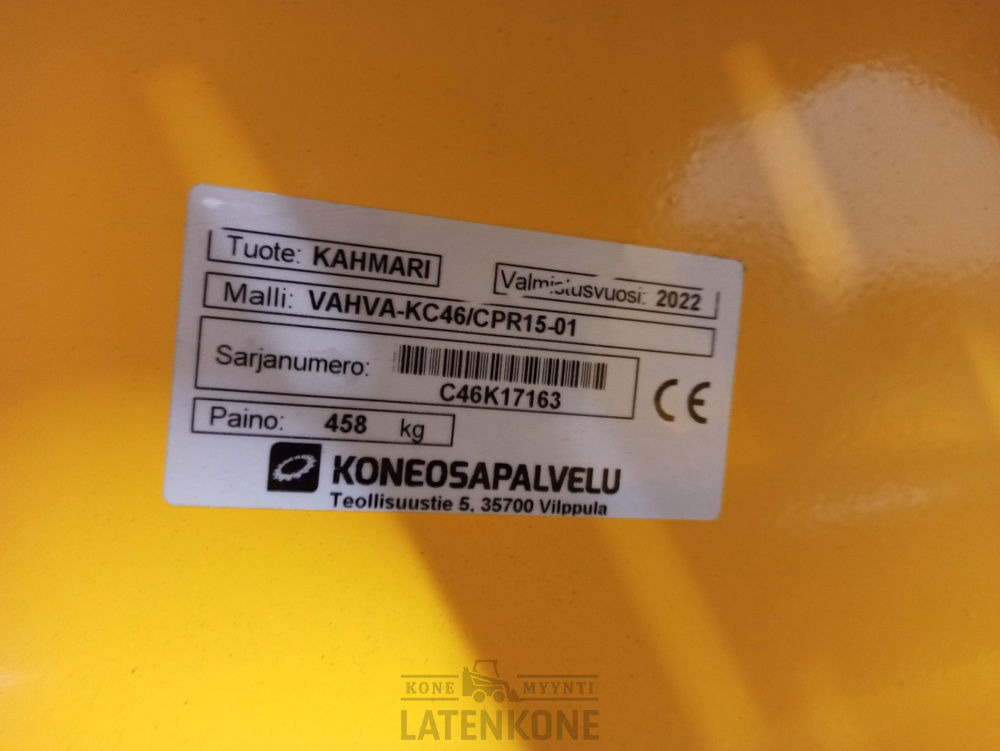 Tuote: KAHMARI
Valmistusvuosi: 2022
Malli: VAHVA-KC46/CPR15-01
Sarjanumero:
C46K17163
CE
Paino: 458 kg
KONEOSAPALVELU
Teollisuustie 5, 35700 Vilppula
KONE MYYNTI
LATENKONE